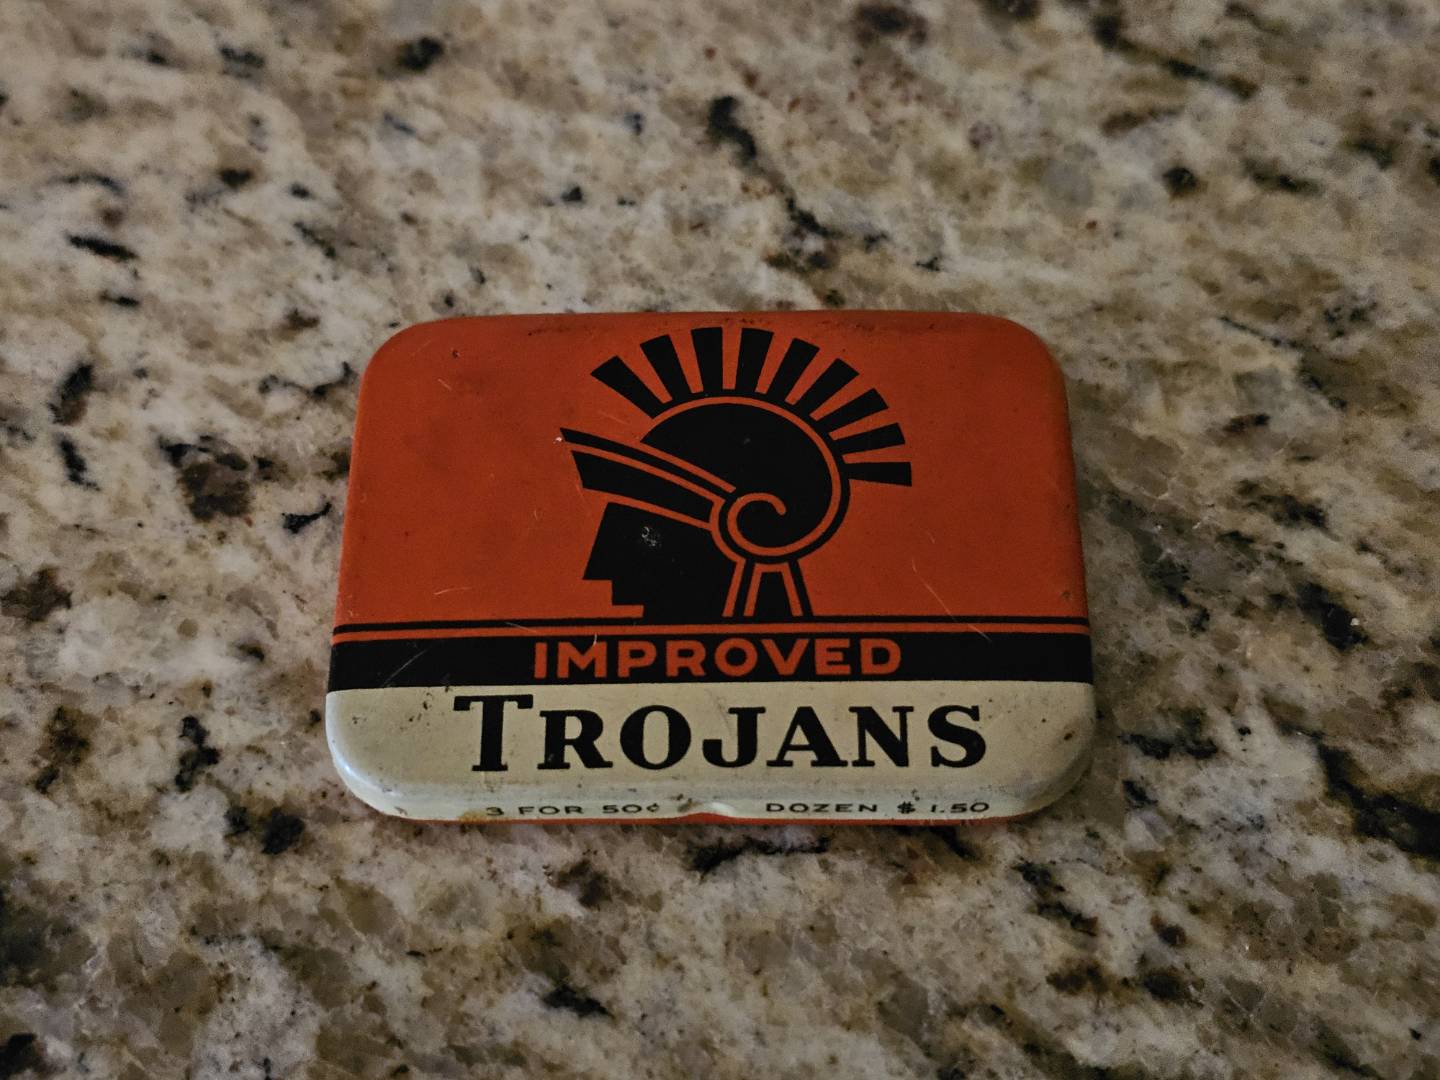 IMPROVED
TROJANS
3 FOR 50¢ DOZEN $1.50